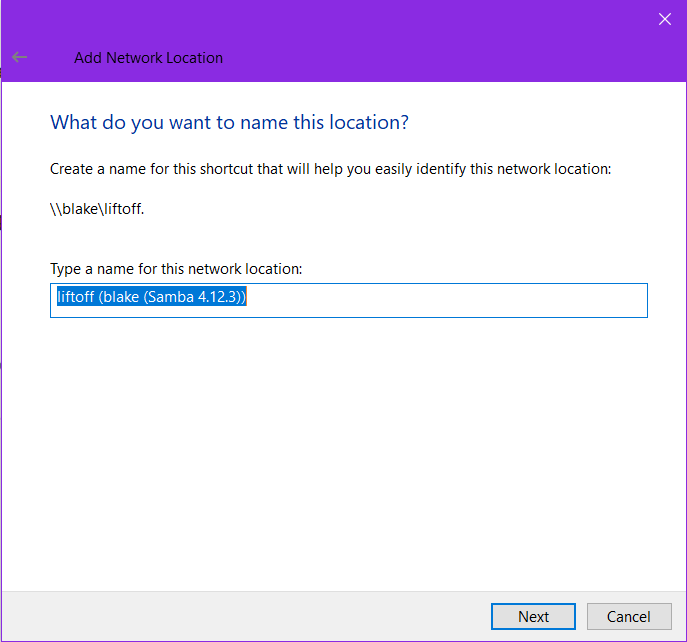 Add Network Location
What do you want to name this location?
Create a name for this shortcut that will help you easily identify this network location:
\\blake\liftoff.
Type a name for this network location:
liftoff (blake (Samba 4.12.3))
Next
Cancel